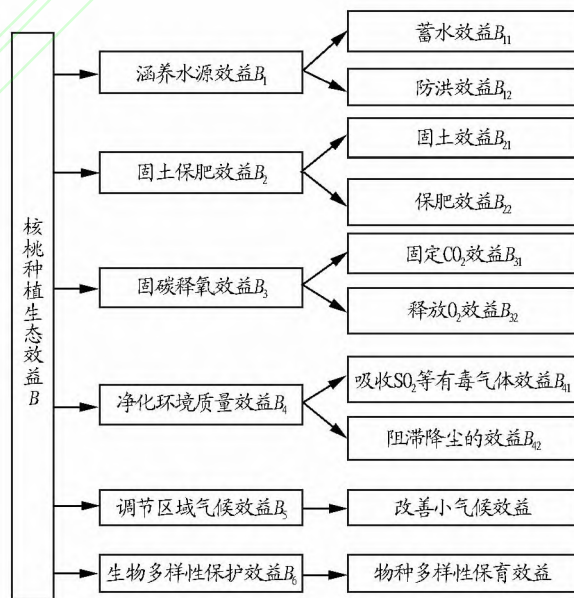 核桃种植生态效益B
涵养水源效益B₁
蓄水效益B₁₁
防洪效益B₁₂
固土保肥效益B₂
固土效益B₂₁
保肥效益B₂₂
固碳释氧效益B₃
固定CO₂效益B₃₁
释放O₂效益B₃₂
净化环境质量效益B₄
吸收SO₂等有毒气体效益B₄₁
阻滞降尘的效益B₄₂
调节区域气候效益B₅
改善小气候效益
生物多样性保护效益B₆
物种多样性保育效益